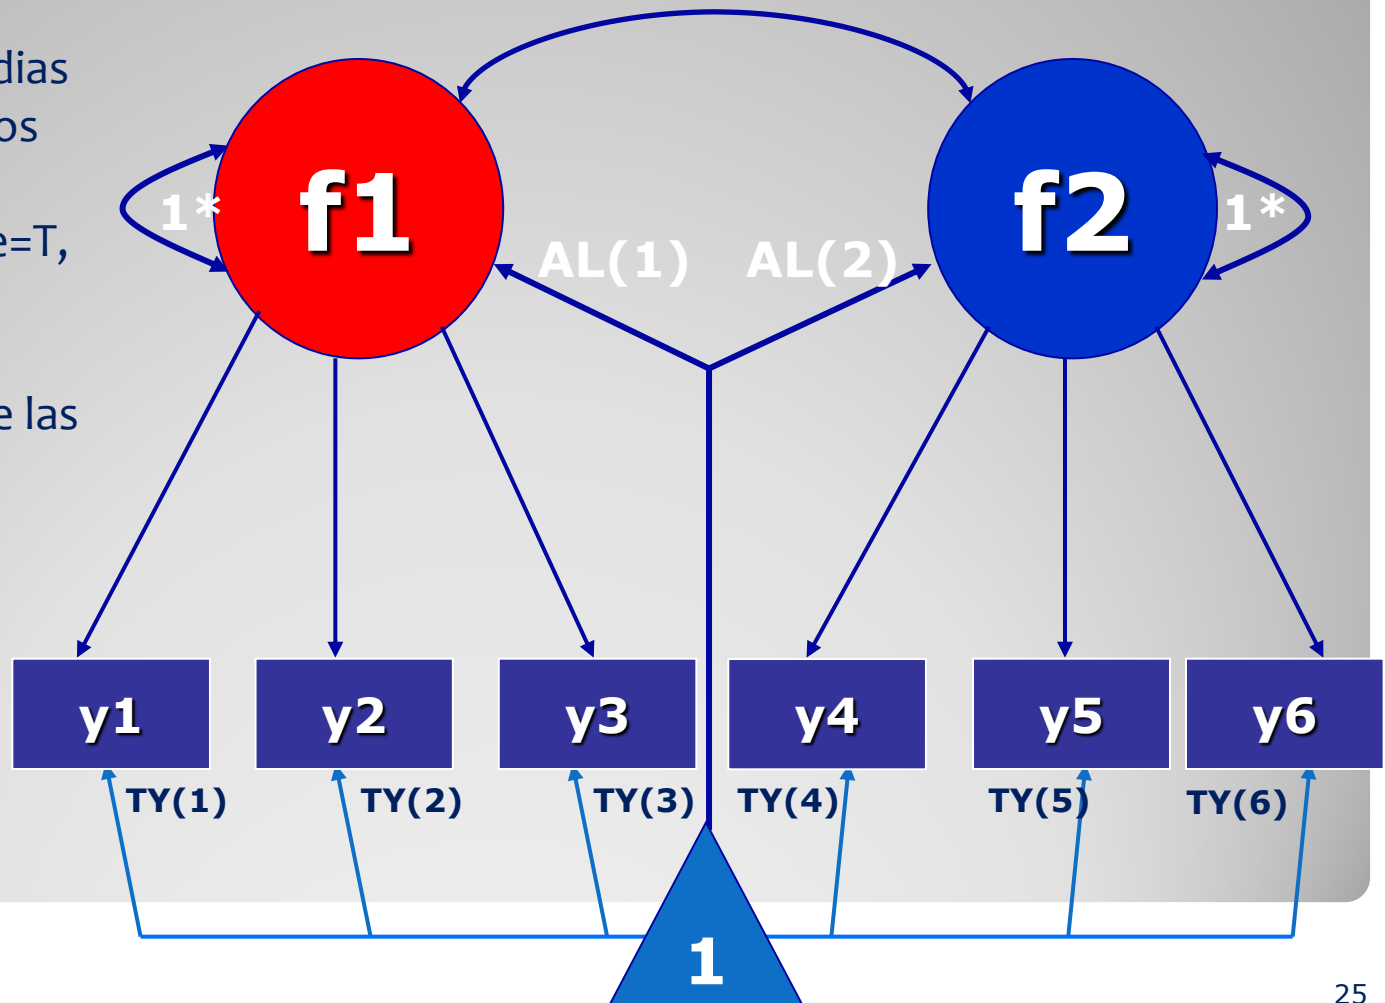 dias
os
e=T,
e las
f1
f2
1*
1*
AL(1)
AL(2)
y1
y2
y3
y4
y5
y6
TY(1)
TY(2)
TY(3)
TY(4)
TY(5)
TY(6)
1
25